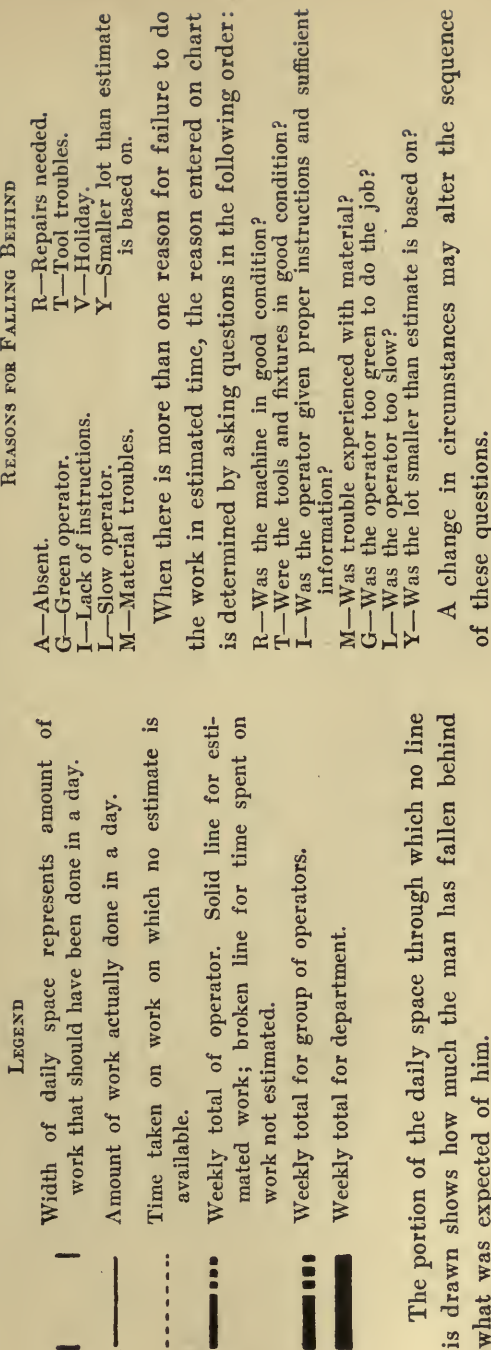 LEGEND
Width of daily space represents amount of
work that should have been done in a day.
Amount of work actually done in a day.
Time taken on work on which no estimate is
available.
Weekly total of operator. Solid line for esti-
mated work; broken line for time spent on
work not estimated.
Weekly total for group of operators.
Weekly total for department.
The portion of the daily space through which no line
is drawn shows how much the man has fallen behind
what was expected of him.
REASONS FOR FALLING BEHIND
A—Absent.
G—Green operator.
I—Lack of instructions.
L—Slow operator.
M—Material troubles.
R—Repairs needed.
T—Tool troubles.
V—Holiday.
Y—Smaller lot than estimate
is based on.
When there is more than one reason for failure to do
the work in estimated time, the reason entered on chart
is determined by asking questions in the following order:
R—Was the machine in good condition?
T—Were the tools and fixtures in good condition?
I—Was the operator given proper instructions and sufficient
information?
M—Was trouble experienced with material?
G—Was the operator too green to do the job?
L—Was the operator too slow?
Y—Was the lot smaller than estimate is based on?
A change in circumstances may alter the sequence
of these questions.